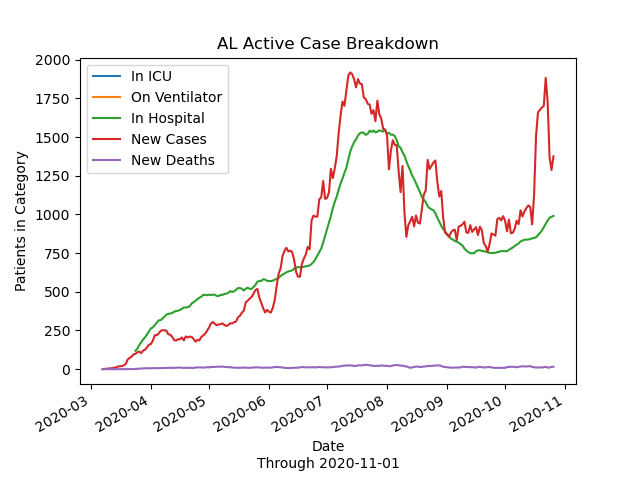 AL Active Case Breakdown
2000
1750
1500
1250
1000
750
500
250
0
Patients in Category
In ICU
On Ventilator
In Hospital
New Cases
New Deaths
2020-03
2020-04
2020-05
2020-06
2020-07
2020-08
2020-09
2020-10
2020-11
Date
Through 2020-11-01